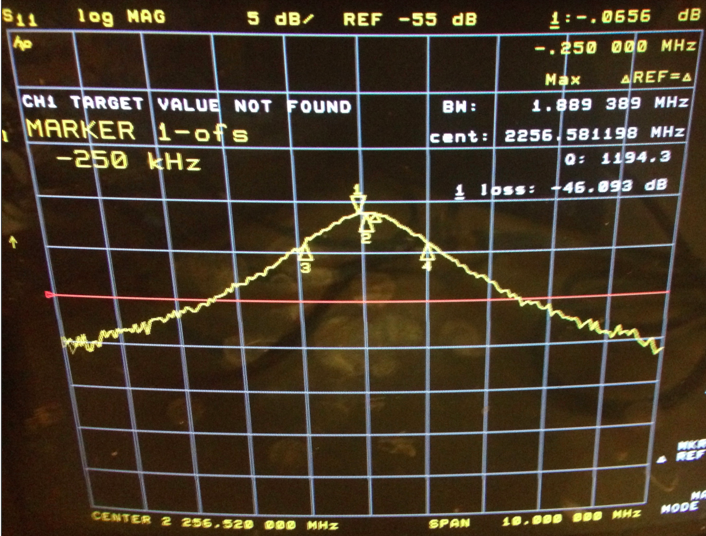 S11 log MAG 5 dB/ REF -55 dB 1:-.0656 dB
hp -.250 000 MHz
Max ΔREF=Δ
CH1 TARGET VALUE NOT FOUND BW: 1.889 389 MHz
MARKER 1-ofs cent: 2256.581198 MHz
-250 kHz Q: 1194.3
1 loss: -46.093 dB
1
2
3 4
MKR
Δ REF
MODE
CENTER 2 256.520 000 MHz SPAN 10.000 000 MHz